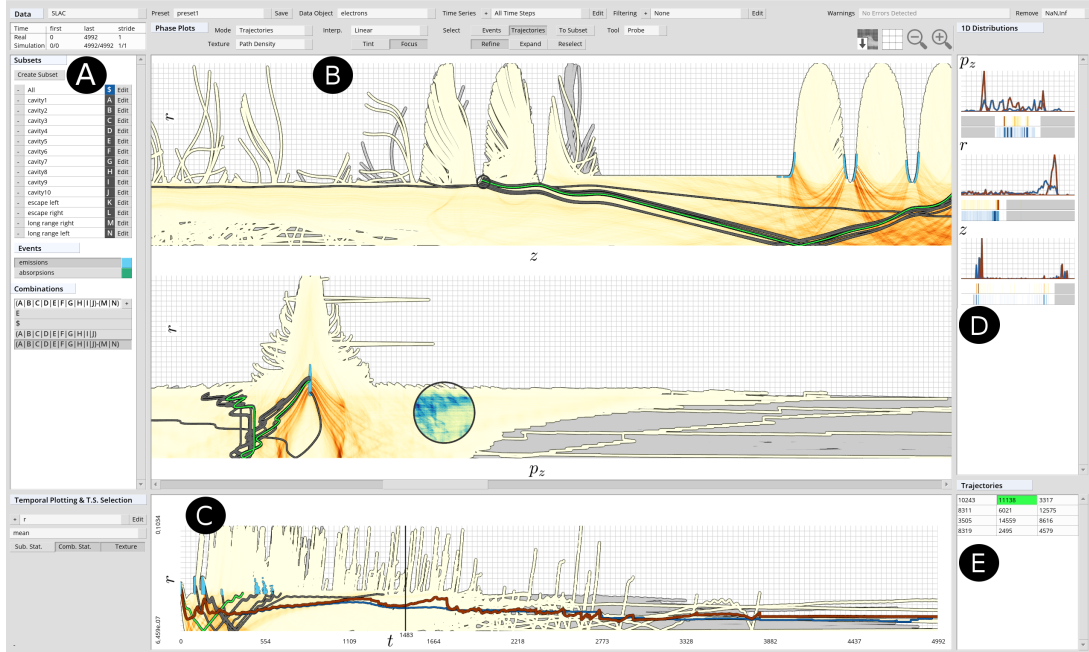 Data SLAC Preset preset1 Save Data Object electrons Time Series + All Time Steps Edit Filtering + None Edit Warnings No Errors Detected Remove NaN,Inf
Time first last stride
Real 0 4992 1
Simulation 0/0 4992/4992 1/1
Phase Plots Mode Trajectories Interp. Linear Select Events Trajectories To Subset Tool Probe
Texture Path Density Tint Focus Refine Expand Reselect
1D Distributions
Subsets
Create Subset
A
- All $ Edit
- cavity1 A Edit
- cavity2 B Edit
- cavity3 C Edit
- cavity4 D Edit
- cavity5 E Edit
- cavity6 F Edit
- cavity7 G Edit
- cavity8 H Edit
- cavity9 I Edit
- cavity10 J Edit
- escape left K Edit
- escape right L Edit
- long range right M Edit
- long range left N Edit
Events
emissions
absorpsions
Combinations
(A|B|C|D|E|F|G|H|I|J)-(M|N) +
E
$
(A|B|C|D|E|F|G|H|I|J)
(A|B|C|D|E|F|G|H|I|J)-(M|N)
B
r
z
r
p_z
p_z
r
z
D
Temporal Plotting & T.S. Selection
+ r Edit
mean
Sub. Stat. Comb. Stat. Texture
-
C
0.1034
r
6.459e.07
0 554 1109 1483 1664 2218 2773 3328 3882 4437 4992
t
Trajectories
10243 11138 3317
8311 6021 12575
3505 14559 8616
8319 2495 4579
E